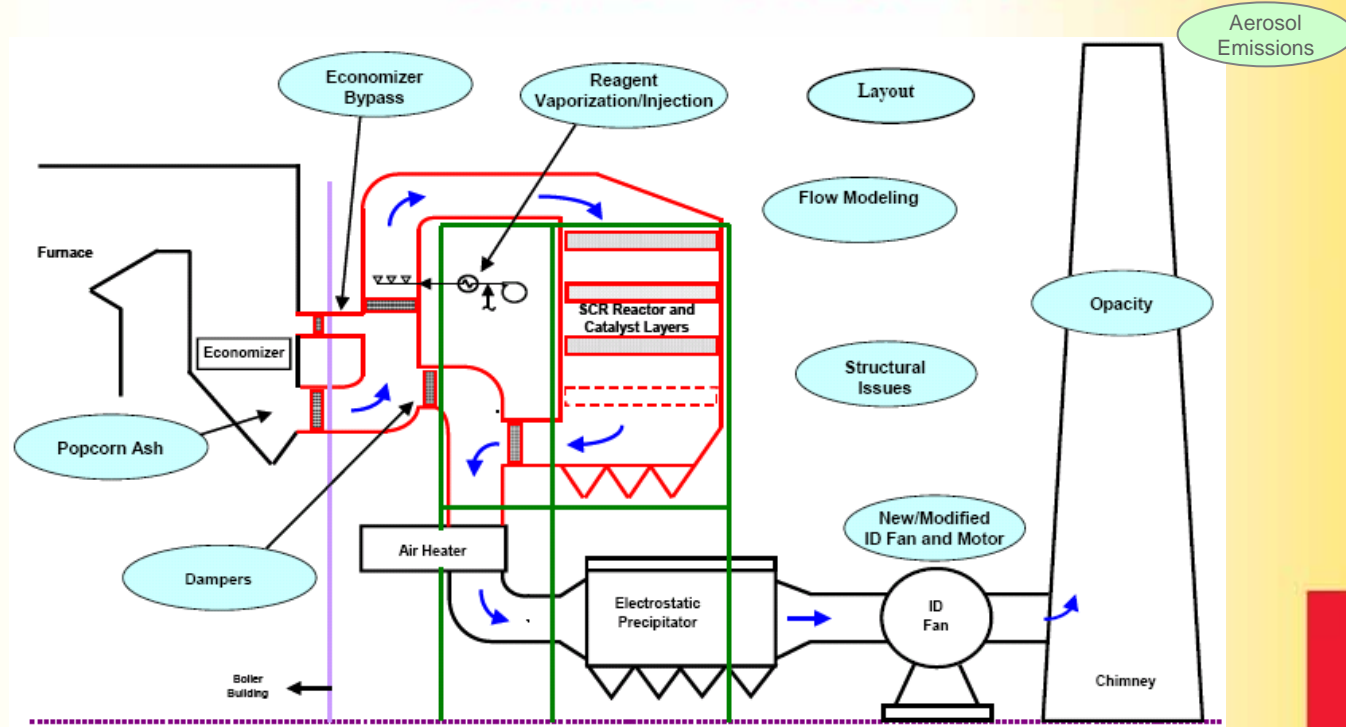 Aerosol
Emissions
Economizer
Bypass
Reagent
Vaporization/Injection
Layout
Flow Modeling
Furnace
SCR Reactor and
Catalyst Layers
Opacity
Economizer
Structural
Issues
Popcorn Ash
New/Modified
ID Fan and Motor
Air Heater
Dampers
Electrostatic
Precipitator
ID
Fan
Boiler
Building
Chimney